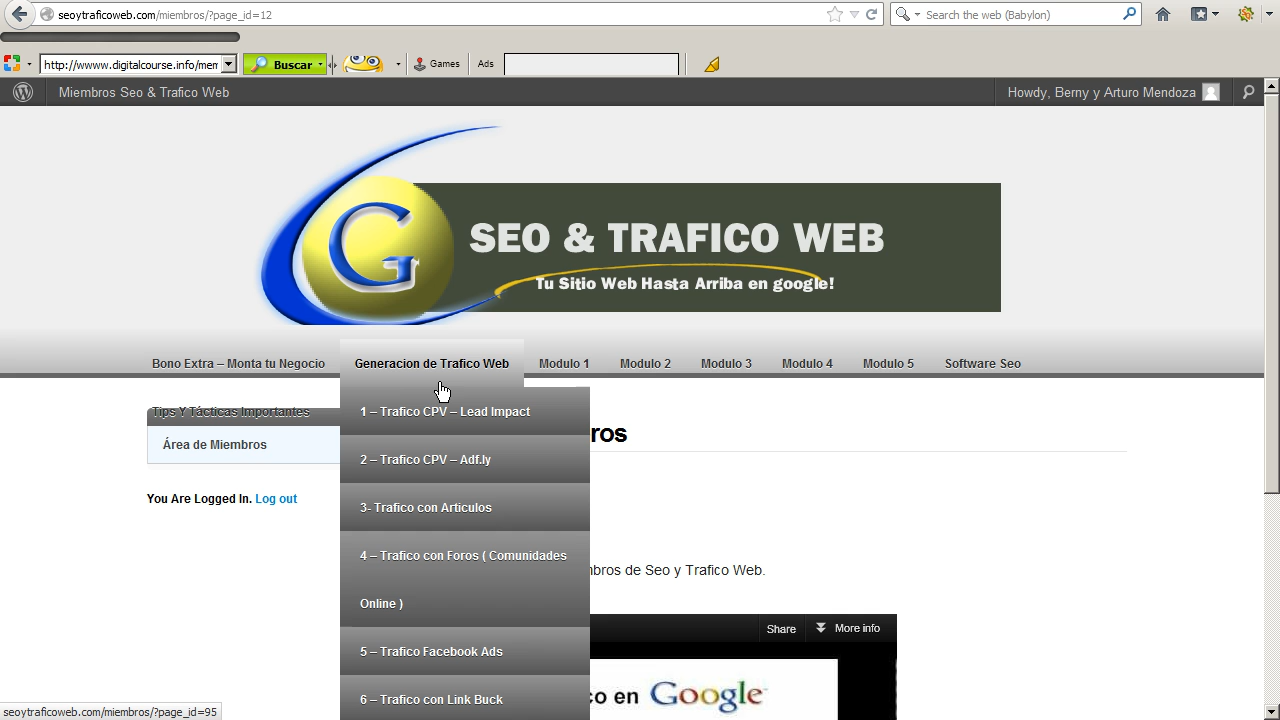 seoytraficoweb.com/miembros/?page_id=12
Search the web (Babylon)
http://www.digitalcourse.info/mem
Buscar
Games
Ads
Miembros Seo & Trafico Web
Howdy, Berny y Arturo Mendoza
G
SEO & TRAFICO WEB
Tu Sitio Web Hasta Arriba en google!
Bono Extra – Monta tu Negocio
Generacion de Trafico Web
Modulo 1
Modulo 2
Modulo 3
Modulo 4
Modulo 5
Software Seo
Tips Y Tácticas Importantes
Área de Miembros
You Are Logged In. Log out
1 – Trafico CPV – Lead Impact
2 – Trafico CPV – Adf.ly
3- Trafico con Articulos
4 – Trafico con Foros ( Comunidades
Online )
5 – Trafico Facebook Ads
6 – Trafico con Link Buck
ros
mbros de Seo y Trafico Web.
Share
More info
co en Google
seoytraficoweb.com/miembros/?page_id=95